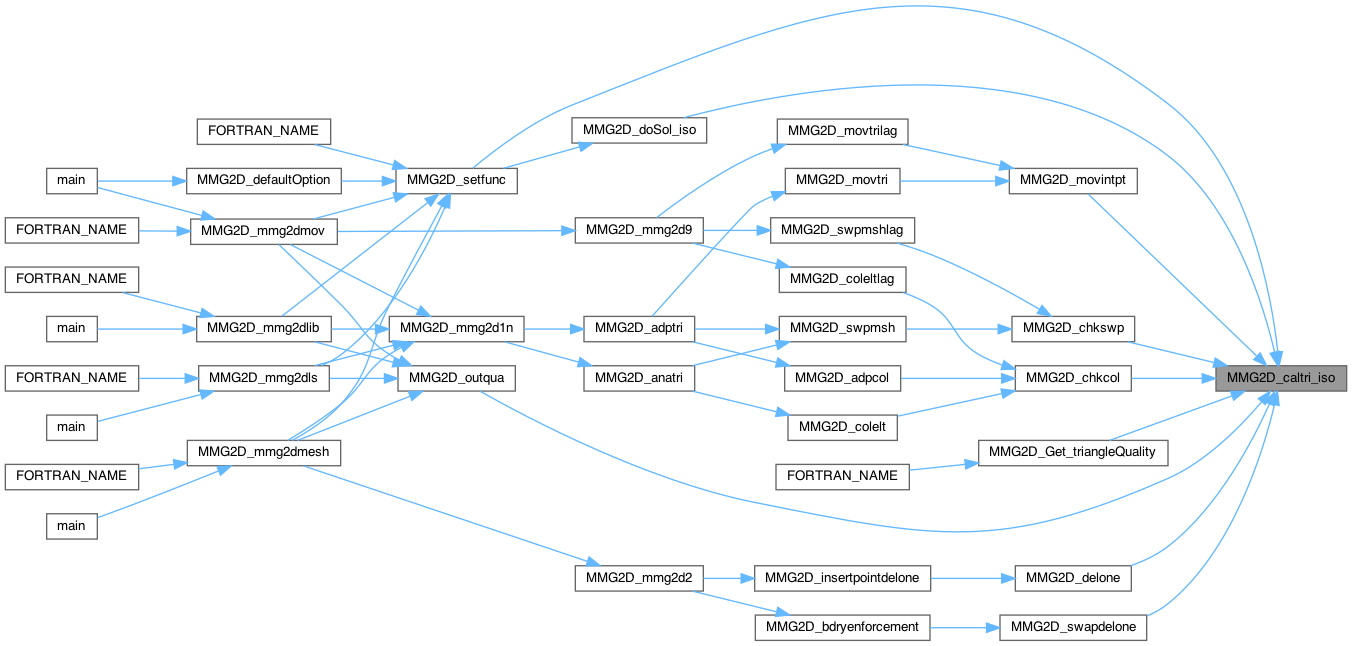 FORTRAN_NAME
MMG2D_doSol_iso
MMG2D_movtrilag
main
MMG2D_defaultOption
MMG2D_setfunc
MMG2D_movtri
MMG2D_movintpt
FORTRAN_NAME
MMG2D_mmg2dmov
MMG2D_mmg2d9
MMG2D_swpmshlag
FORTRAN_NAME
MMG2D_coleltlag
main
MMG2D_mmg2dlib
MMG2D_mmg2d1n
MMG2D_adptri
MMG2D_swpmsh
MMG2D_chkswp
FORTRAN_NAME
MMG2D_mmg2dls
MMG2D_outqua
MMG2D_anatri
MMG2D_adpcol
MMG2D_chkcol
MMG2D_caltri_iso
main
MMG2D_colelt
MMG2D_mmg2dmesh
MMG2D_Get_triangleQuality
FORTRAN_NAME
FORTRAN_NAME
main
MMG2D_mmg2d2
MMG2D_insertpointdelone
MMG2D_delone
MMG2D_bdryenforcement
MMG2D_swapdelone